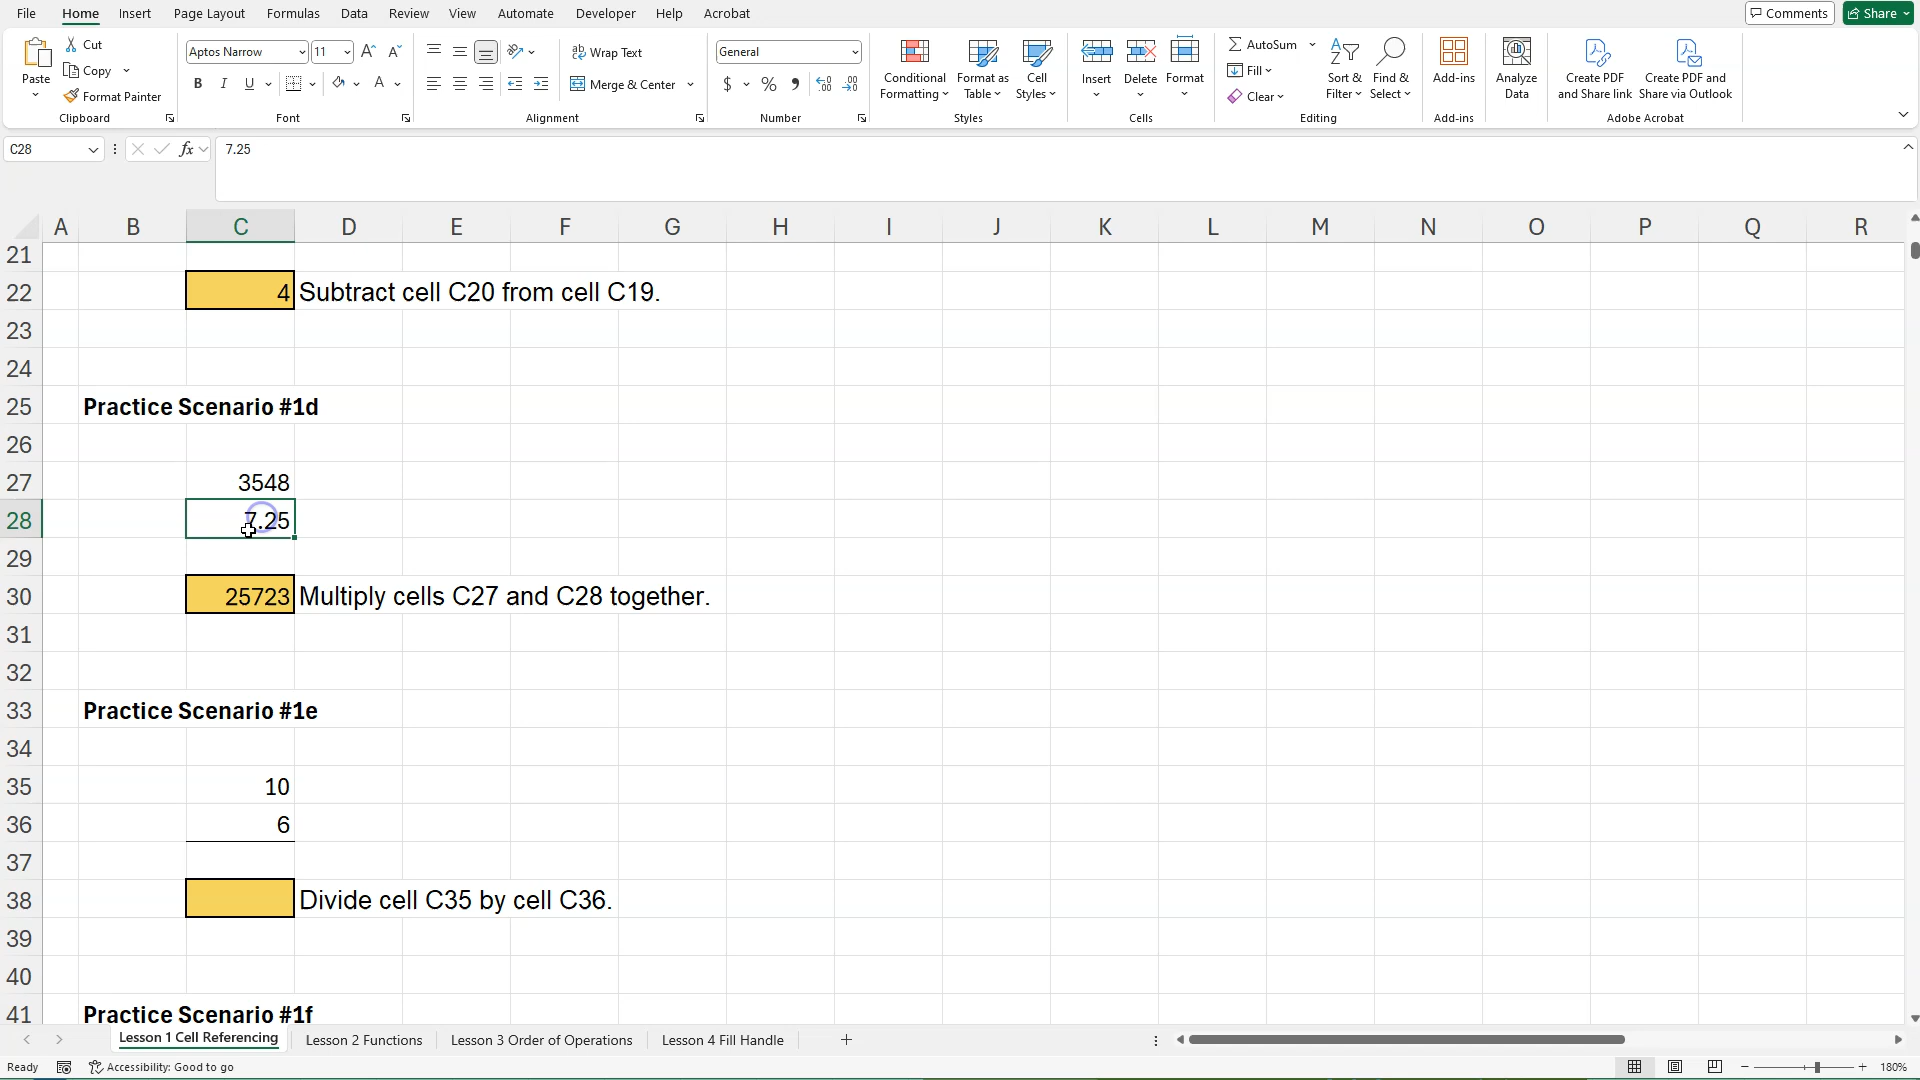 File Home Insert Page Layout Formulas Data Review View Automate Developer Help Acrobat Comments Share
Paste Cut Copy Format Painter Clipboard
Aptos Narrow 11 B I U A Font
Wrap Text Merge & Center Alignment
General $ % Number
Conditional Formatting Format as Table Cell Styles Styles
Insert Delete Format Cells
AutoSum Fill Clear Sort & Filter Find & Select Editing
Add-ins Add-ins
Analyze Data
Create PDF and Share link Create PDF and Share via Outlook Adobe Acrobat
C28 fx 7.25
A B C D E F G H I J K L M N O P Q R
21
22 4 Subtract cell C20 from cell C19.
23
24
25 Practice Scenario #1d
26
27 3548
28 7.25
29
30 25723 Multiply cells C27 and C28 together.
31
32
33 Practice Scenario #1e
34
35 10
36 6
37
38 Divide cell C35 by cell C36.
39
40
41 Practice Scenario #1f
Lesson 1 Cell Referencing Lesson 2 Functions Lesson 3 Order of Operations Lesson 4 Fill Handle
Ready Accessibility: Good to go 180%